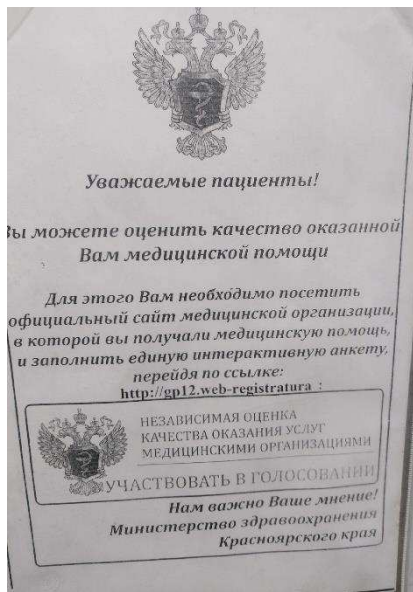 Уважаемые пациенты!
Вы можете оценить качество оказанной
Вам медицинской помощи
Для этого Вам необходимо посетить
официальный сайт медицинской организации,
в которой вы получали медицинскую помощь,
и заполнить единую интерактивную анкету,
перейдя по ссылке:
http://gp12.web-registratura :
НЕЗАВИСИМАЯ ОЦЕНКА
КАЧЕСТВА ОКАЗАНИЯ УСЛУГ
МЕДИЦИНСКИМИ ОРГАНИЗАЦИЯМИ
УЧАСТВОВАТЬ В ГОЛОСОВАНИИ
Нам важно Ваше мнение!
Министерство здравоохранения
Красноярского края